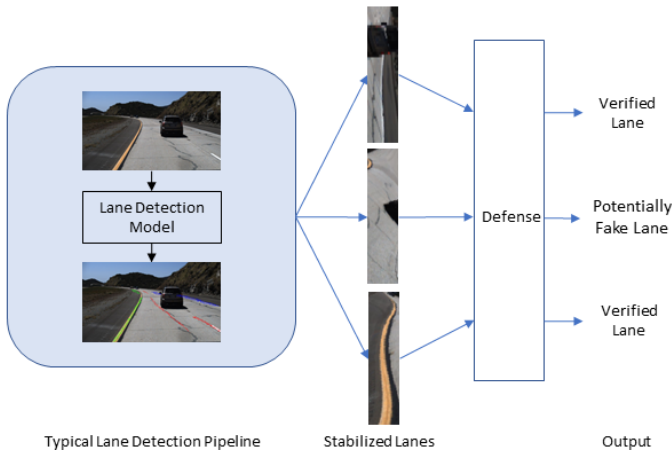 Lane Detection
Model
Defense
Verified
Lane
Potentially
Fake Lane
Verified
Lane
Typical Lane Detection Pipeline
Stabilized Lanes
Output